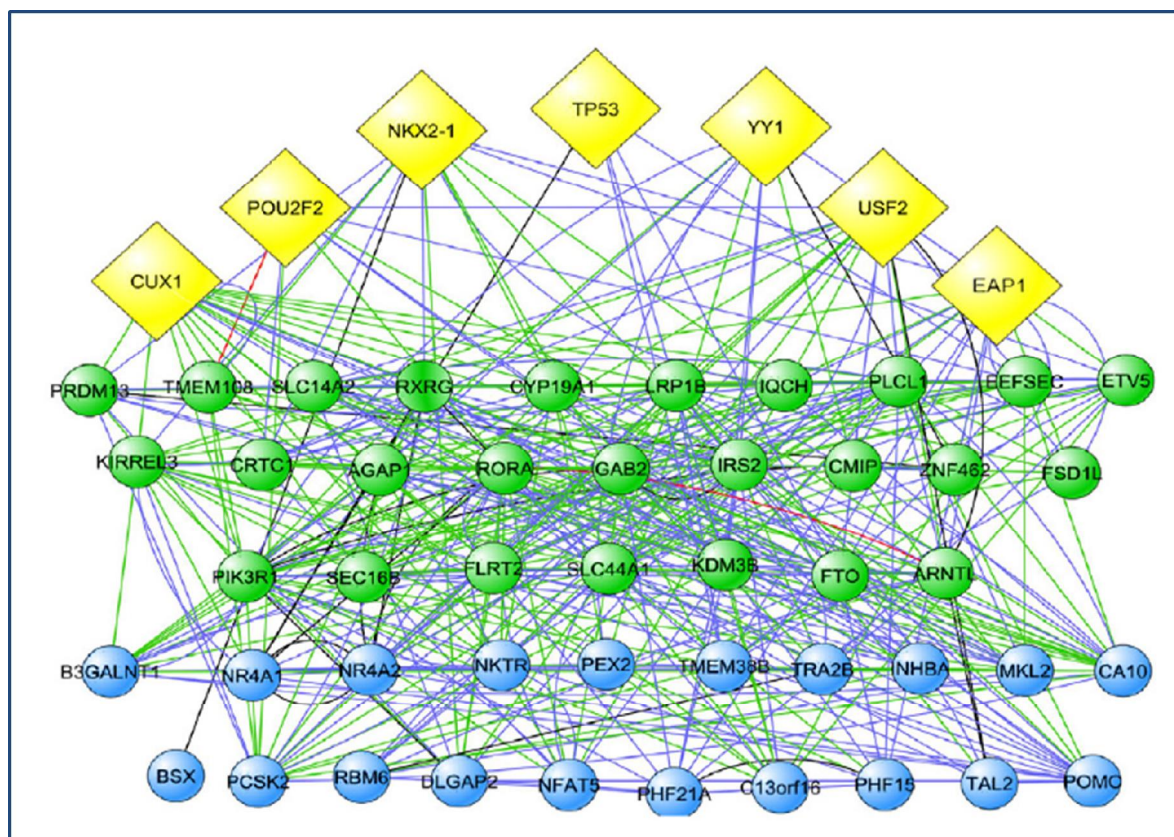 TP53
NKX2-1
YY1
POU2F2
USF2
CUX1
EAP1
PRDM13
TMEM108
SLC14A2
RXRG
CYP19A1
LRP1B
IQCH
PLCL1
EEFSEC
ETV5
KIRREL3
CRTC1
AGAP1
RORA
GAB2
IRS2
CMIP
ZNF462
FSD1L
PIK3R1
SEC16B
FLRT2
SLC44A1
KDM3B
FTO
ARNTL
B3GALNT1
NR4A1
NR4A2
NKTR
PEX2
TMEM38B
TRA2B
INHBA
MKL2
CA10
BSX
PCSK2
RBM6
DLGAP2
NFAT5
PHF21A
C13orf16
PHF15
TAL2
POMC